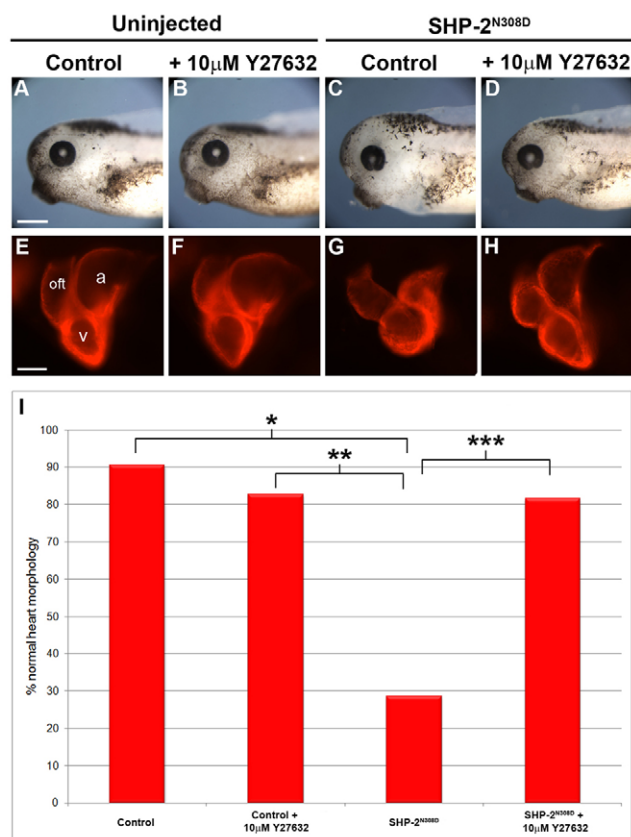 Uninjected SHP-2N308D
Control + 10µM Y27632 Control + 10µM Y27632
A B C D
E F G H
oft a
v
I
* ** ***
100
90
80
70
60
50
40
30
20
10
0
% normal heart morphology
Control Control + SHP-2N308D SHP-2N308D +
10µM Y27632 10µM Y27632